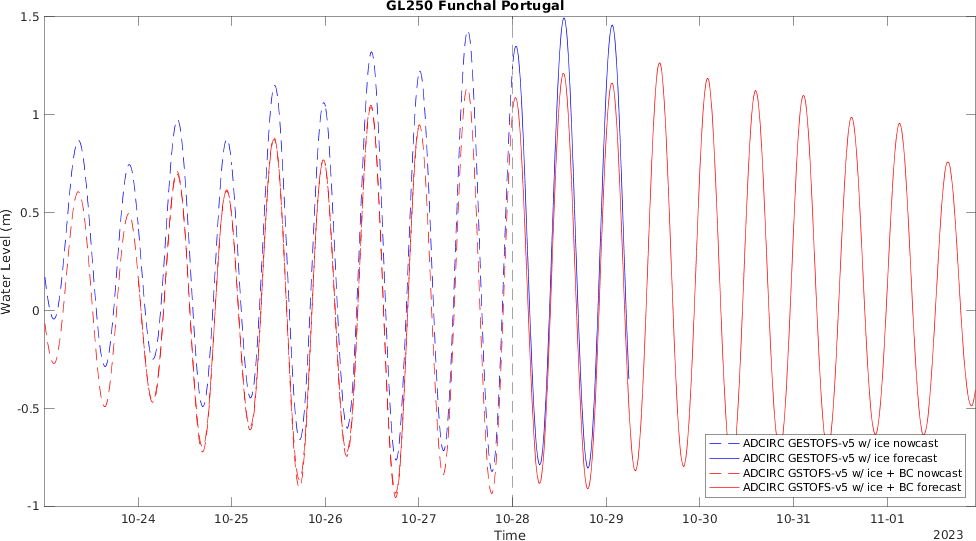 GL250 Funchal Portugal
1.5
1
0.5
0
-0.5
-1
Water Level (m)
ADCIRC GESTOFS-v5 w/ ice nowcast
ADCIRC GESTOFS-v5 w/ ice forecast
ADCIRC GSTOFS-v5 w/ ice + BC nowcast
ADCIRC GSTOFS-v5 w/ ice + BC forecast
10-24 10-25 10-26 10-27 10-28 10-29 10-30 10-31 11-01
Time
2023